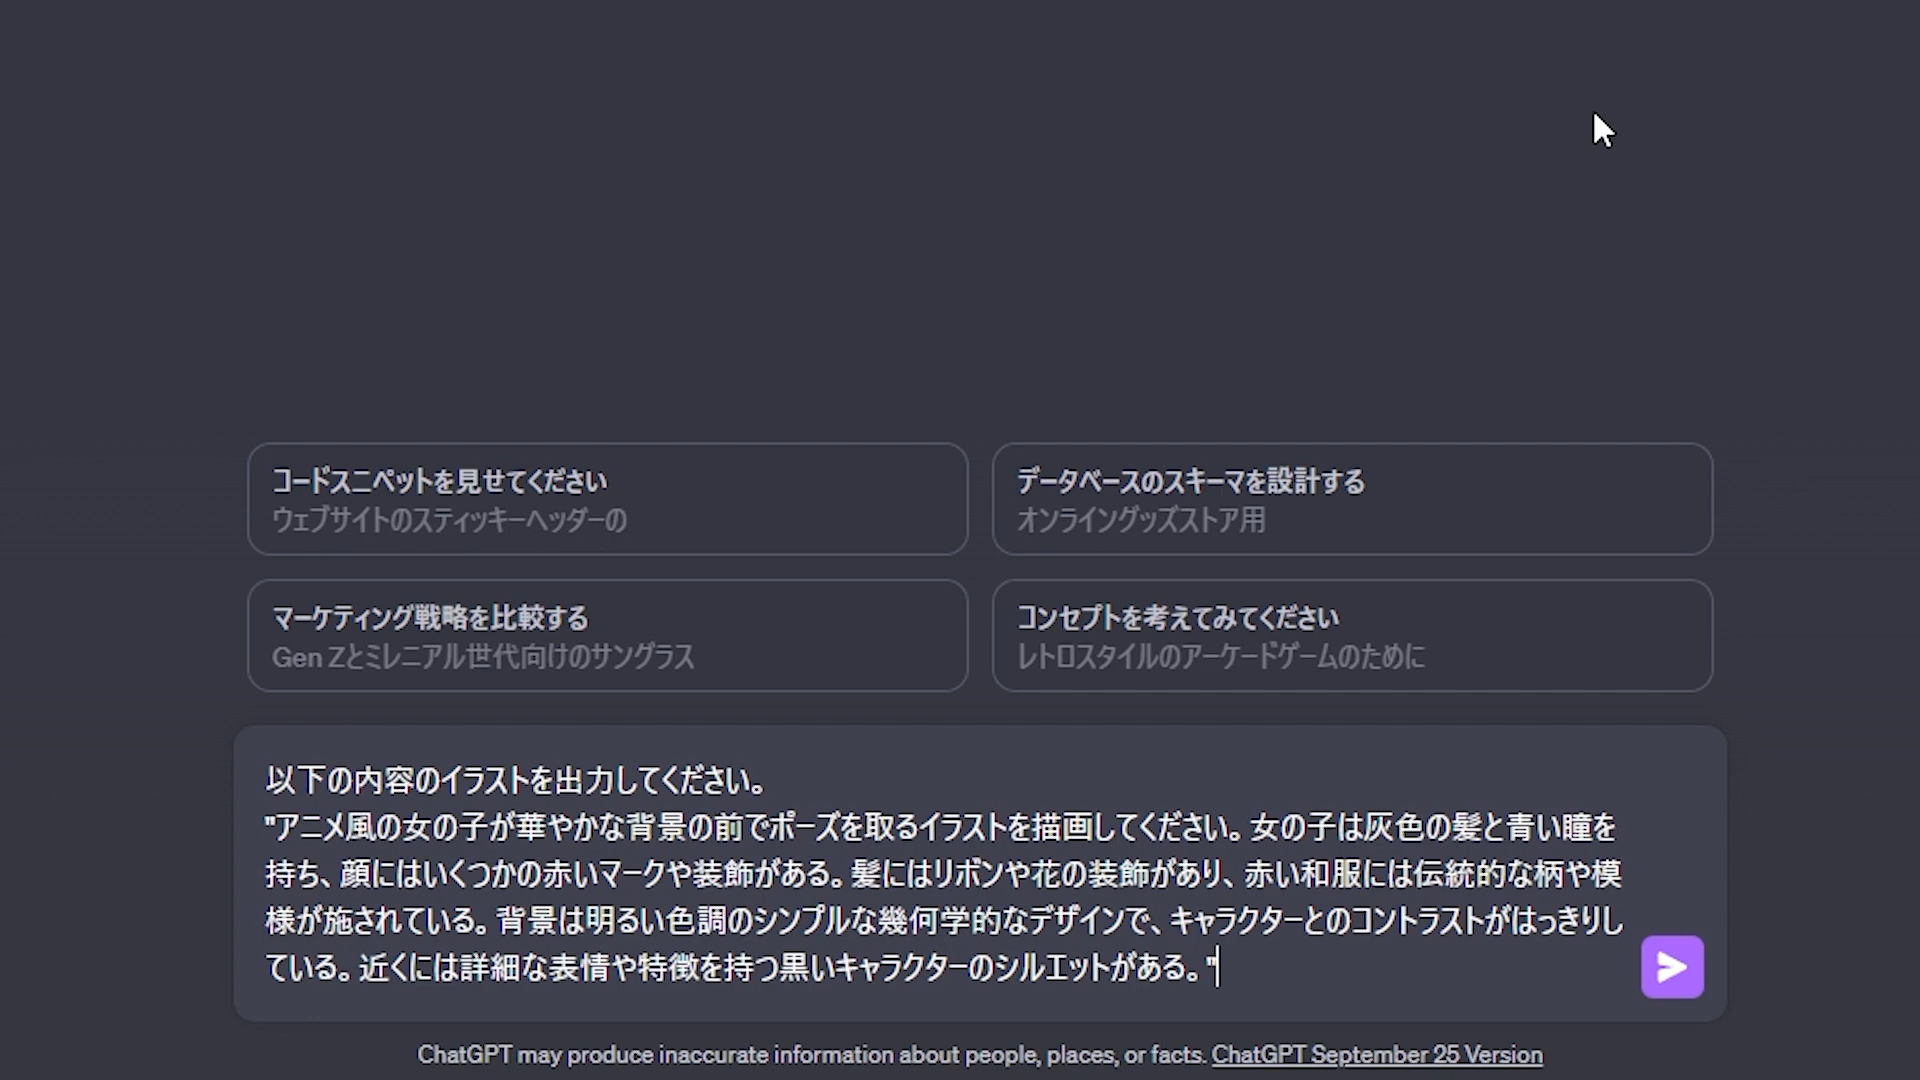 コードスニペットを見せてください
ウェブサイトのスティッキーヘッダーの
データベースのスキーマを設計する
オンライングッズストア用
マーケティング戦略を比較する
Gen Zとミレニアル世代向けのサングラス
コンセプトを考えてみてください
レトロスタイルのアーケードゲームのために
以下の内容のイラストを出力してください。
"アニメ風の女の子が華やかな背景の前でポーズを取るイラストを描画してください。女の子は灰色の髪と青い瞳を
持ち、顔にはいくつかの赤いマークや装飾がある。髪にはリボンや花の装飾があり、赤い和服には伝統的な柄や模
様が施されている。背景は明るい色調のシンプルな幾何学的なデザインで、キャラクターとのコントラストがはっきりし
ている。近くには詳細な表情や特徴を持つ黒いキャラクターのシルエットがある。"
ChatGPT may produce inaccurate information about people, places, or facts. ChatGPT September 25 Version